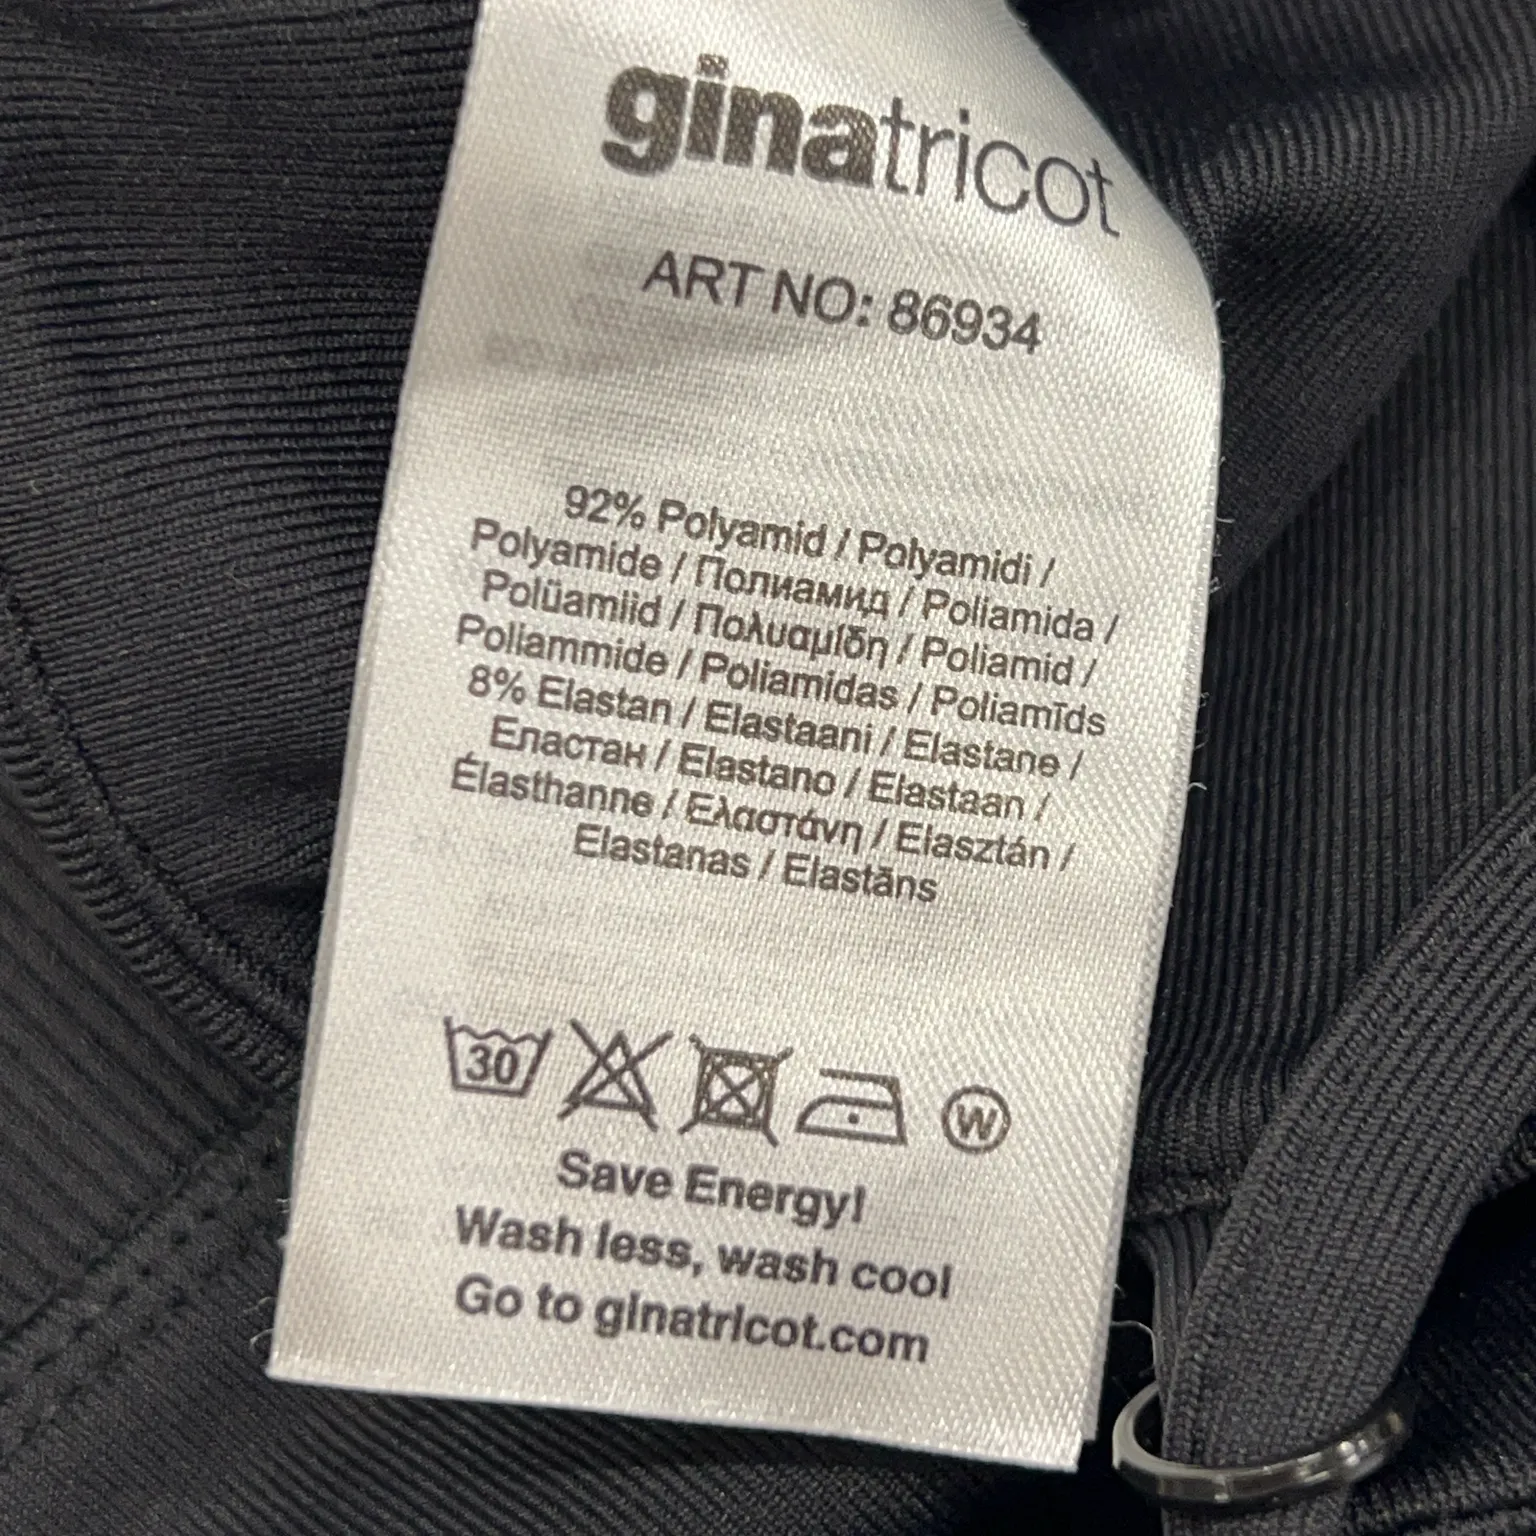 ginatricot
ART NO: 86934
92% Polyamid / Polyamidi /
Polyamide / Полиамид / Poliamida /
Polüamiid / Πολυαμίδη / Poliamid /
Poliammide / Poliamidas / Poliamīds
8% Elastan / Elastaani / Elastane /
Еластан / Elastano / Elastaan /
Élasthanne / Ελαστάνη / Elasztán /
Elastanas / Elastāns
30 W
Save Energy!
Wash less, wash cool
Go to ginatricot.com